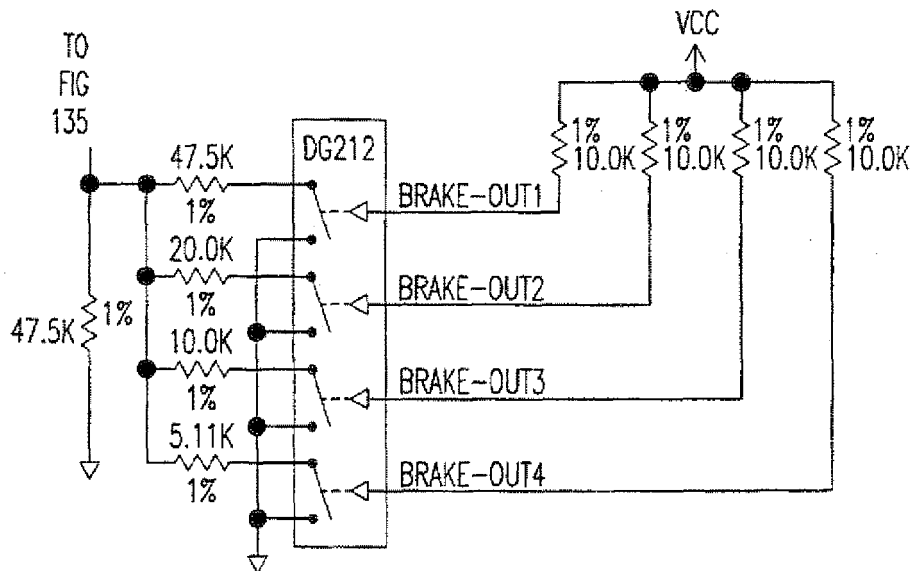 TO
FIG
135
VCC
DG212
47.5K
1%
20.0K
1%
10.0K
1%
5.11K
1%
47.5K
1%
BRAKE-OUT1
BRAKE-OUT2
BRAKE-OUT3
BRAKE-OUT4
1%
10.0K
1%
10.0K
1%
10.0K
1%
10.0K